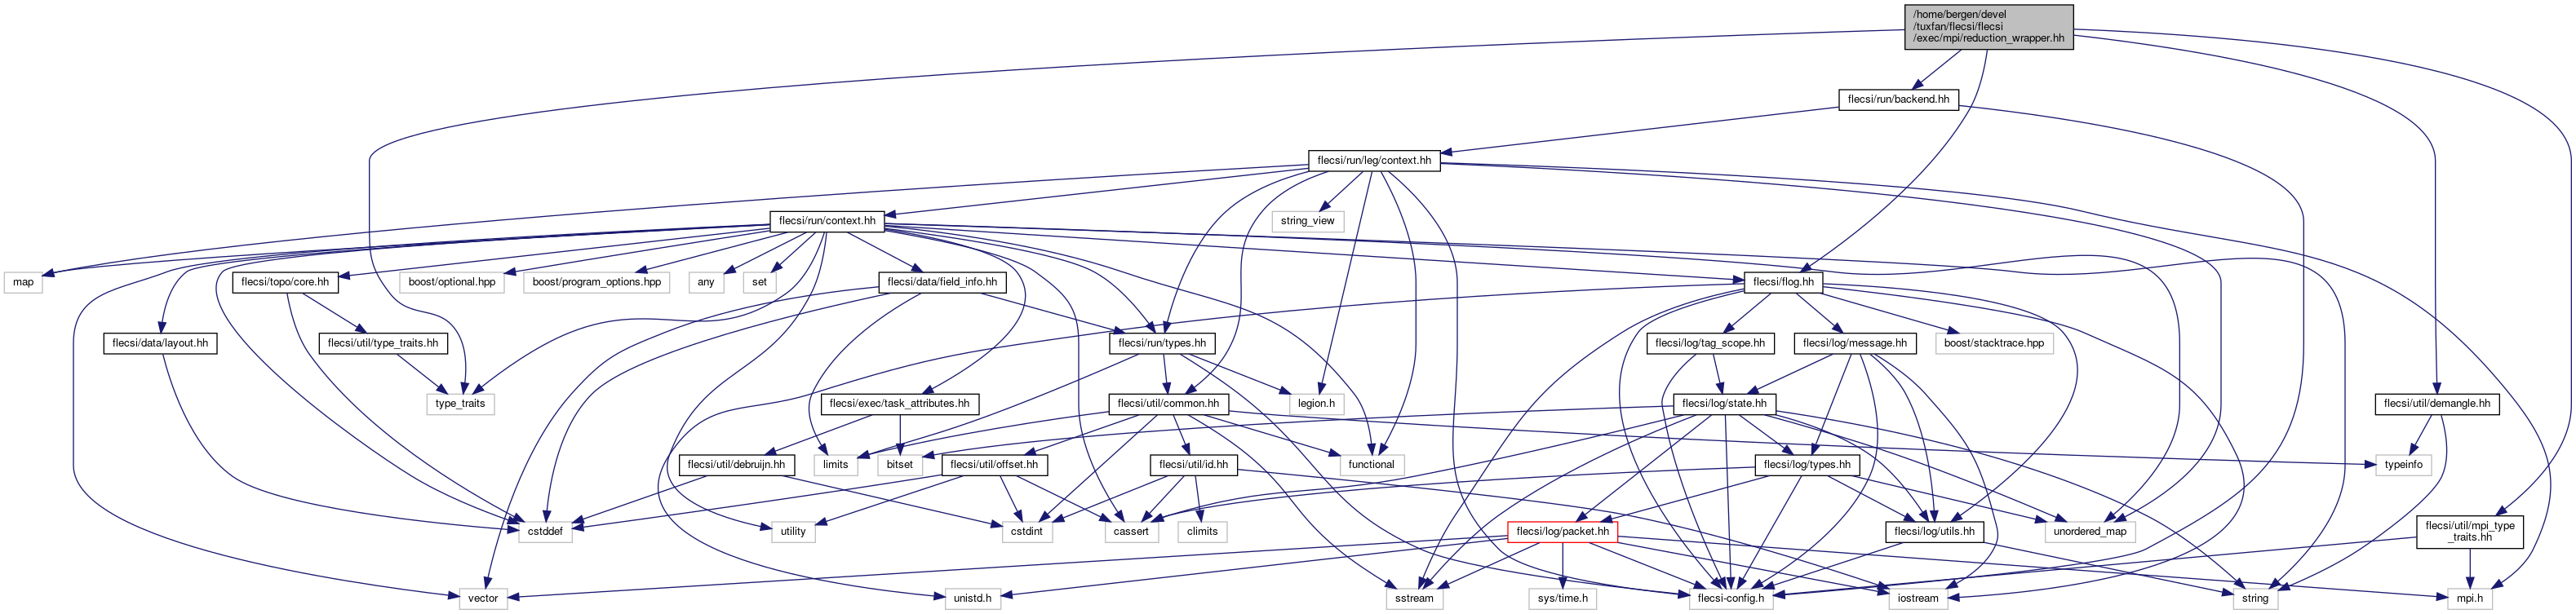 /home/bergen/devel
/tuxfan/flecsi/flecsi
/exec/mpi/reduction_wrapper.hh
flecsi/run/backend.hh
flecsi/run/leg/context.hh
flecsi/run/context.hh
string_view
map
flecsi/topo/core.hh
boost/optional.hpp
boost/program_options.hpp
any
set
flecsi/data/field_info.hh
flecsi/flog.hh
flecsi/data/layout.hh
flecsi/util/type_traits.hh
flecsi/run/types.hh
flecsi/log/tag_scope.hh
flecsi/log/message.hh
boost/stacktrace.hpp
type_traits
flecsi/exec/task_attributes.hh
flecsi/util/common.hh
legion.h
flecsi/log/state.hh
flecsi/util/demangle.hh
flecsi/util/debruijn.hh
limits
bitset
flecsi/util/offset.hh
flecsi/util/id.hh
functional
flecsi/log/types.hh
typeinfo
cstddef
utility
cstdint
cassert
climits
flecsi/log/packet.hh
flecsi/log/utils.hh
unordered_map
flecsi/util/mpi_type
_traits.hh
vector
unistd.h
sstream
sys/time.h
flecsi-config.h
iostream
string
mpi.h